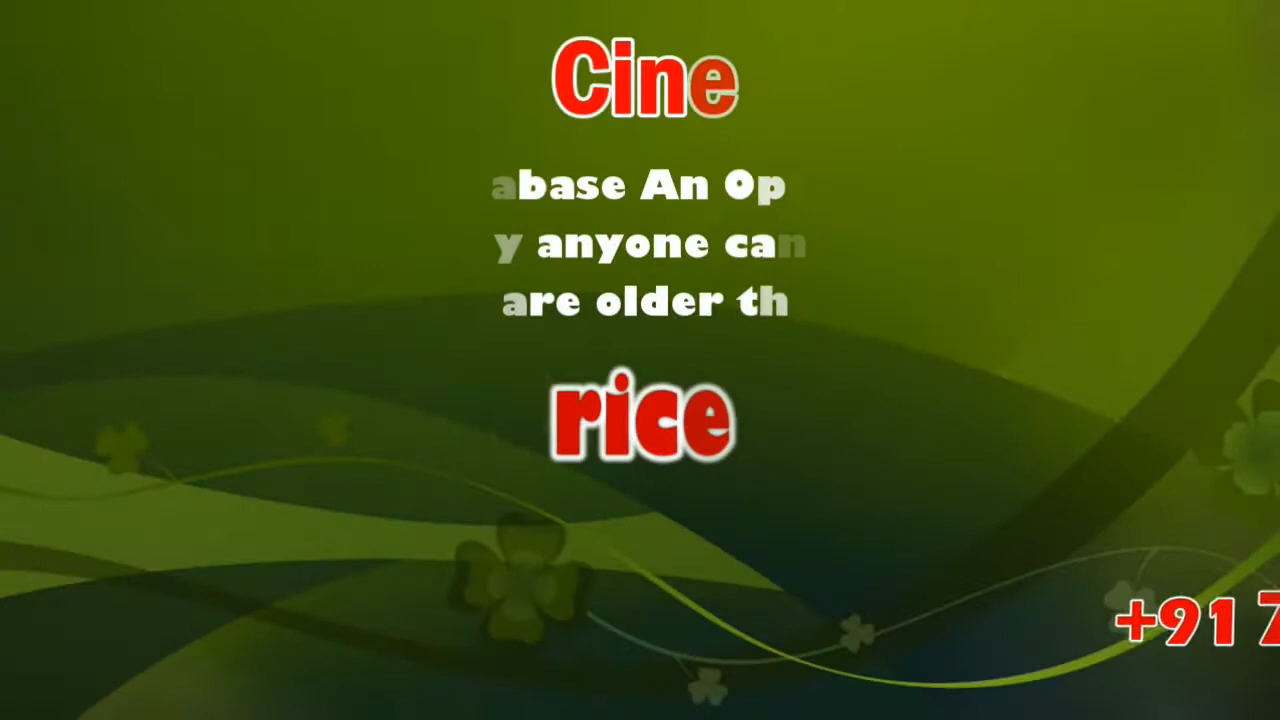 Cine
abase An Op
y anyone can
are older th
rice
+91 7